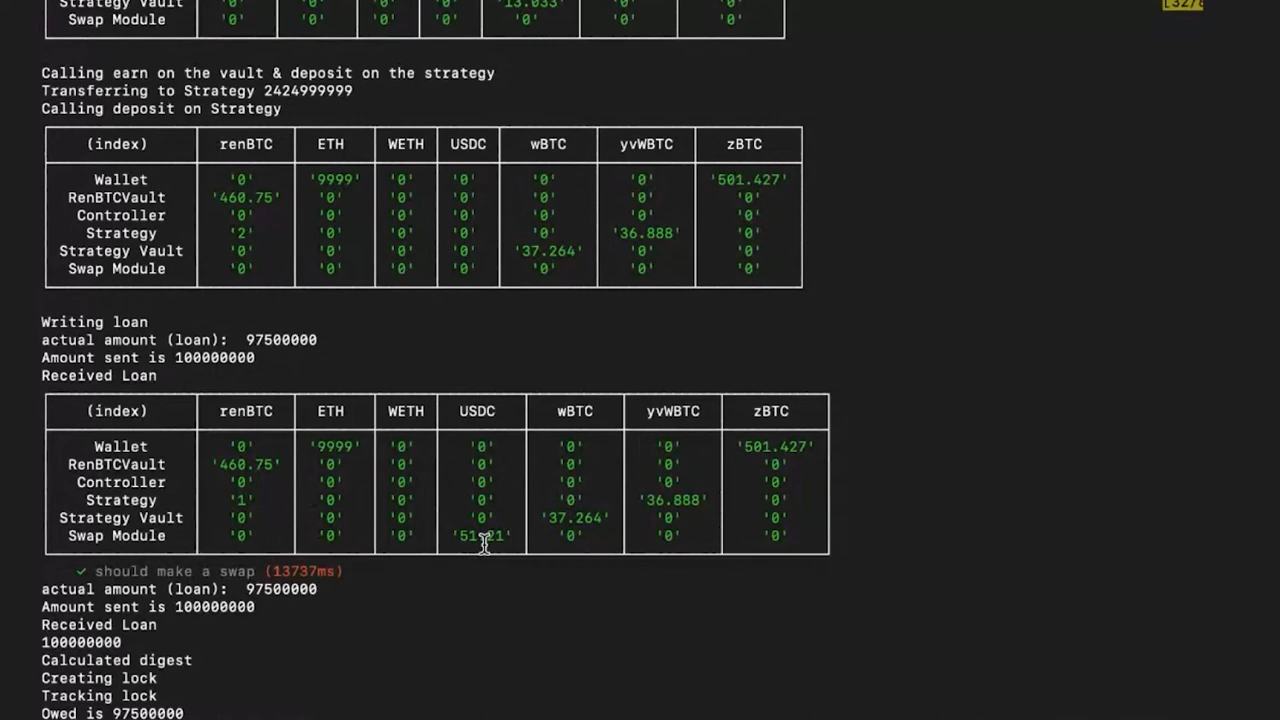 Strategy Vault '0' '0' '0' '0' '13.033' '0' '0'
Swap Module '0' '0' '0' '0' '0' '0' '0'
Calling earn on the vault & deposit on the strategy
Transferring to Strategy 2424999999
Calling deposit on Strategy
(index) renBTC ETH WETH USDC wBTC yvWBTC zBTC
Wallet '0' '9999' '0' '0' '0' '0' '501.427'
RenBTCVault '460.75' '0' '0' '0' '0' '0' '0'
Controller '0' '0' '0' '0' '0' '0' '0'
Strategy '2' '0' '0' '0' '0' '36.888' '0'
Strategy Vault '0' '0' '0' '0' '37.264' '0' '0'
Swap Module '0' '0' '0' '0' '0' '0' '0'
Writing loan
actual amount (loan): 97500000
Amount sent is 100000000
Received Loan
(index) renBTC ETH WETH USDC wBTC yvWBTC zBTC
Wallet '0' '9999' '0' '0' '0' '0' '501.427'
RenBTCVault '460.75' '0' '0' '0' '0' '0' '0'
Controller '0' '0' '0' '0' '0' '0' '0'
Strategy '1' '0' '0' '0' '0' '36.888' '0'
Strategy Vault '0' '0' '0' '0' '37.264' '0' '0'
Swap Module '0' '0' '0' '0' '0' '0'
✓ should make a swap (13737ms)
actual amount (loan): 97500000
Amount sent is 100000000
Received Loan
100000000
Calculated digest
Creating lock
Tracking lock
Owed is 97500000